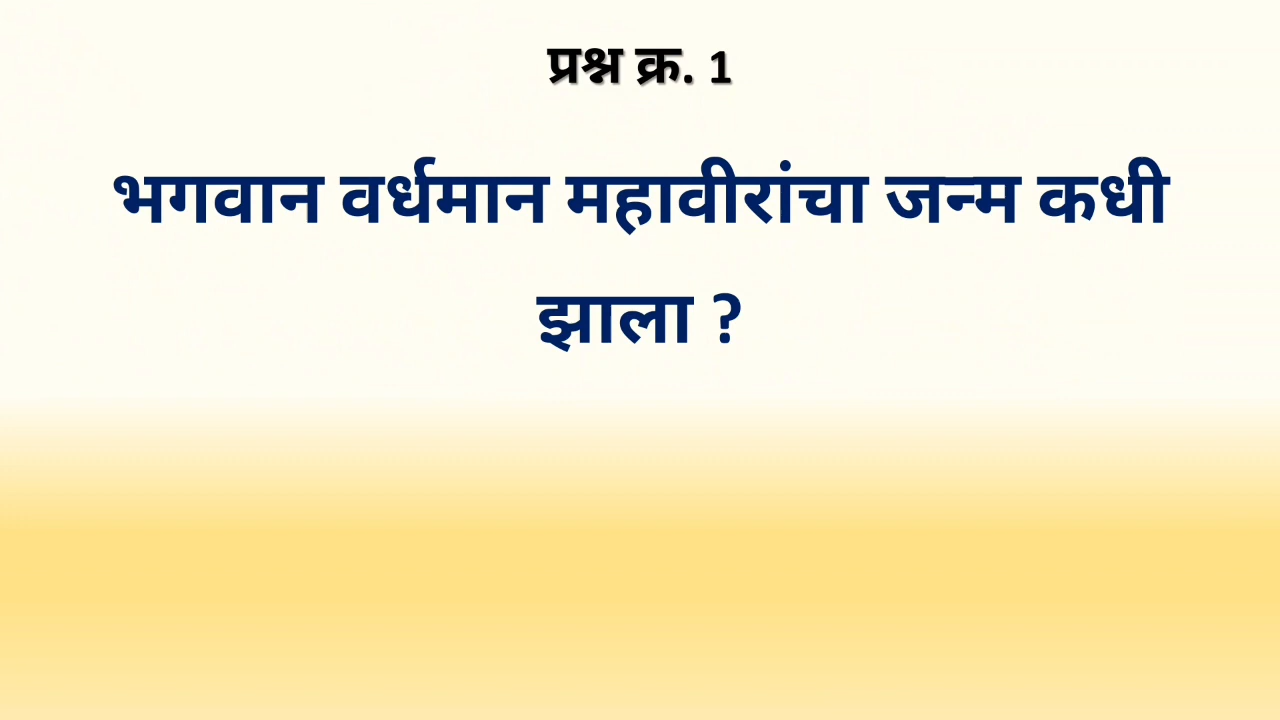 प्रश्न क्र. 1
भगवान वर्धमान महावीरांचा जन्म कधी
झाला ?